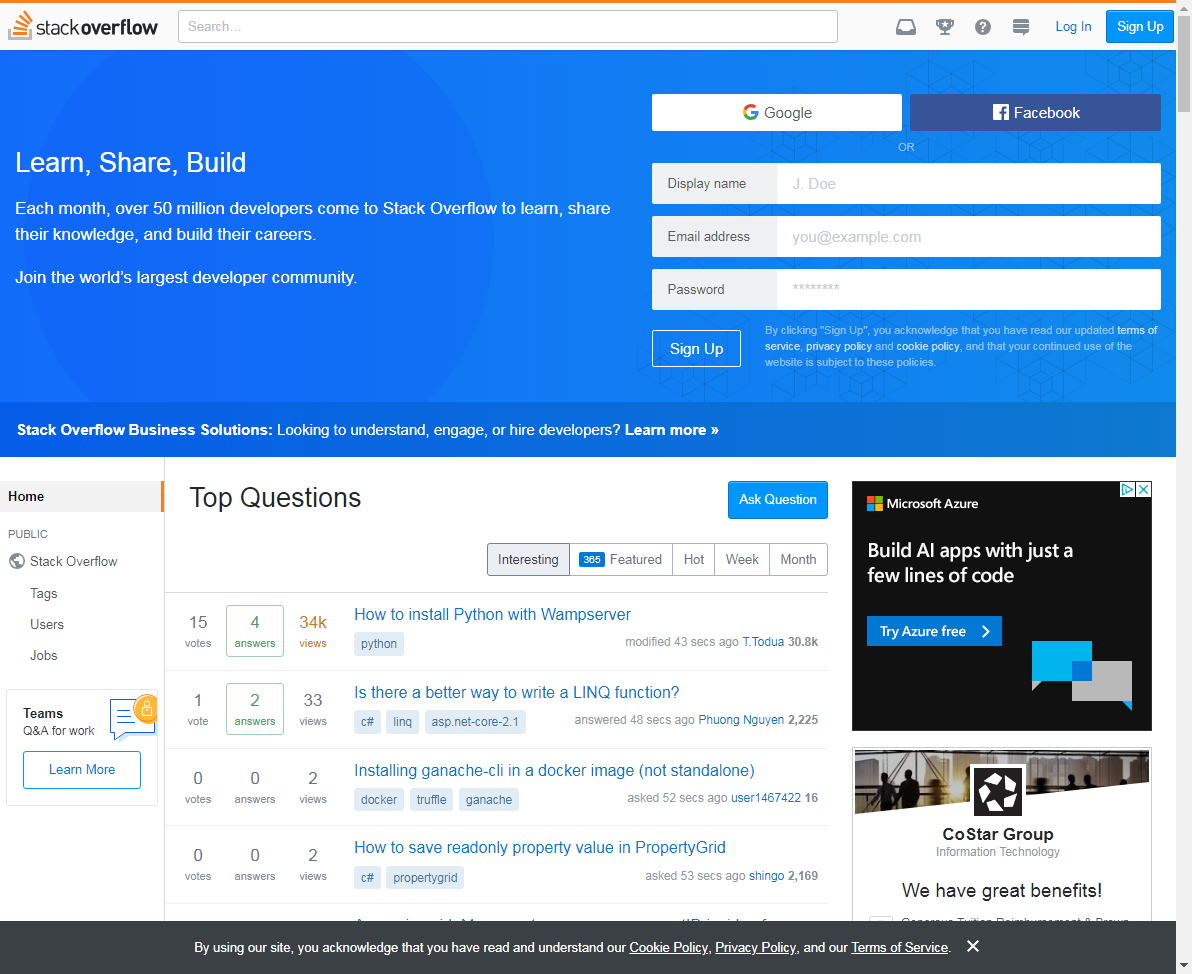 stackoverflow
Search...
Log In
Sign Up
Learn, Share, Build
Each month, over 50 million developers come to Stack Overflow to learn, share
their knowledge, and build their careers.
Join the world’s largest developer community.
Google
Facebook
OR
Display name
J. Doe
Email address
you@example.com
Password
********
Sign Up
By clicking "Sign Up", you acknowledge that you have read our updated terms of
service, privacy policy and cookie policy, and that your continued use of the
website is subject to these policies.
Stack Overflow Business Solutions: Looking to understand, engage, or hire developers? Learn more »
Home
PUBLIC
Stack Overflow
Tags
Users
Jobs
Teams
Q&A for work
Learn More
Top Questions
Ask Question
Interesting
365 Featured
Hot
Week
Month
15 votes
4 answers
34k views
How to install Python with Wampserver
python
modified 43 secs ago T.Todua 30.8k
1 vote
2 answers
33 views
Is there a better way to write a LINQ function?
c# linq asp.net-core-2.1
answered 48 secs ago Phuong Nguyen 2,225
0 votes
0 answers
2 views
Installing ganache-cli in a docker image (not standalone)
docker truffle ganache
asked 52 secs ago user1467422 16
0 votes
0 answers
2 views
How to save readonly property value in PropertyGrid
c# propertygrid
asked 53 secs ago shingo 2,169
Microsoft Azure
Build AI apps with just a
few lines of code
Try Azure free
CoStar Group
Information Technology
We have great benefits!
By using our site, you acknowledge that you have read and understand our Cookie Policy, Privacy Policy, and our Terms of Service.